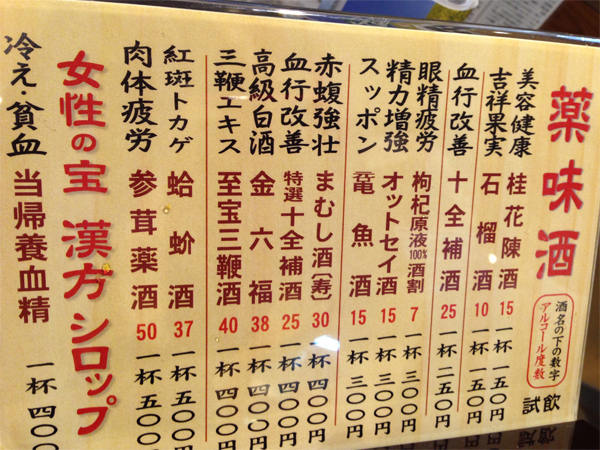 薬味酒
酒名の下の数字
アルコール度数
試飲
美容健康 桂花陳酒 15 一杯 一五〇円
吉祥果実 石榴酒 10 一杯 一五〇円
血行改善 十全補酒 25 一杯 二五〇円
眼精疲労 枸杞原液100%酒割 7 一杯 三〇〇円
精力増強 オットセイ酒 15 一杯 三〇〇円
スッポン 鼋魚酒 15 一杯 三〇〇円
赤蝮強壮 まむし酒〔寿〕 30 一杯 四〇〇円
血行改善 特選十全補酒 25 一杯 四〇〇円
高級白酒 金六福 38 一杯 四〇〇円
三鞭エキス 至宝三鞭酒 40 一杯 四〇〇円
紅斑トカゲ 蛤蚧酒 37 一杯 五〇〇
肉体疲労 参茸薬酒 50 一杯 五〇〇
女性の宝 漢方シロップ
冷え・貧血 当帰養血精 一杯 四〇〇